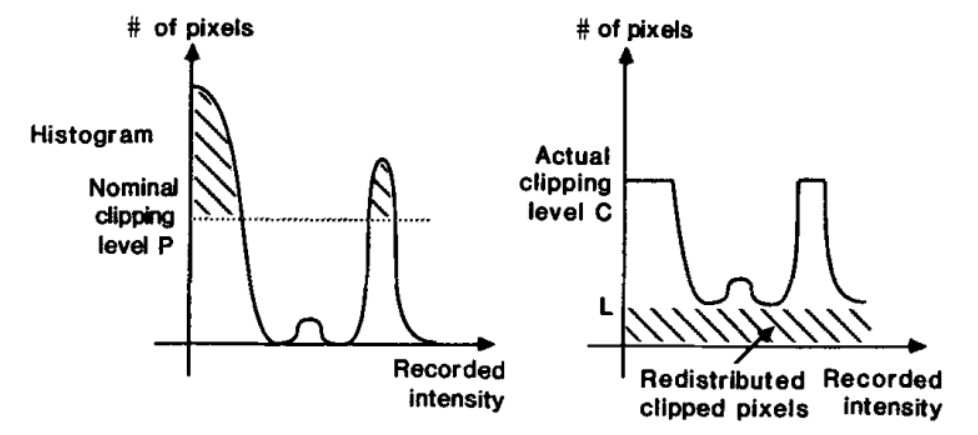 # of pixels
Histogram
Nominal
clipping
level P
Recorded
intensity
# of pixels
Actual
clipping
level C
L
Redistributed
clipped pixels
Recorded
intensity